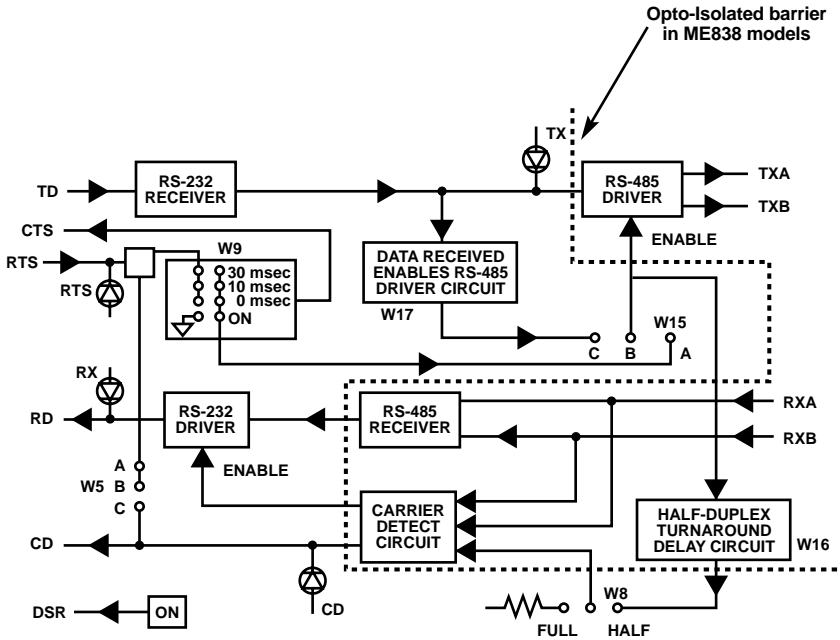 Opto-Isolated barrier
in ME838 models
TX
TD
RS-232
RECEIVER
RS-485
DRIVER
TXA
TXB
CTS
W9
ENABLE
RTS
30 msec
10 msec
0 msec
ON
RTS
DATA RECEIVED
ENABLES RS-485
DRIVER CIRCUIT
W17
W15
C
B
A
RX
RD
RS-232
DRIVER
RS-485
RECEIVER
RXA
RXB
ENABLE
A
W5 B
C
CARRIER
DETECT
CIRCUIT
HALF-DUPLEX
TURNAROUND
DELAY CIRCUIT
W16
CD
W8
CD
DSR
ON
FULL
HALF